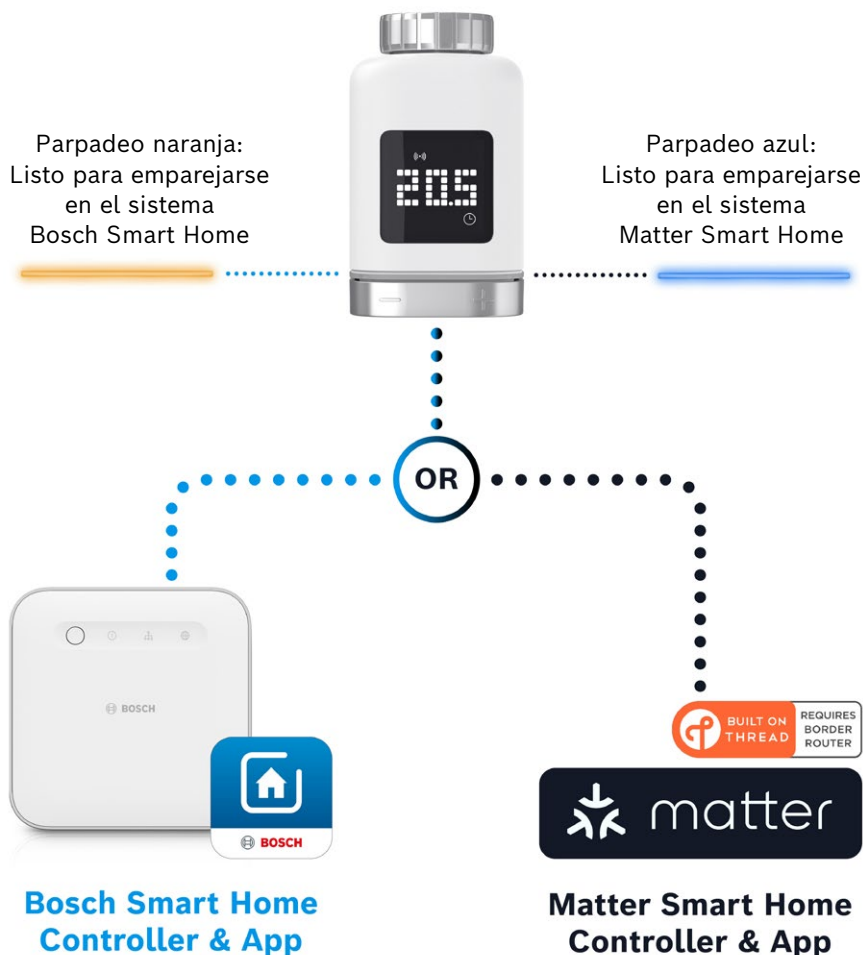 Parpadeo naranja:
Listo para emparejarse
en el sistema
Bosch Smart Home
20.5
Parpadeo azul:
Listo para emparejarse
en el sistema
Matter Smart Home
OR
BOSCH
BOSCH
BUILT ON
THREAD
REQUIRES
BORDER
ROUTER
matter
Bosch Smart Home
Controller & App
Matter Smart Home
Controller & App